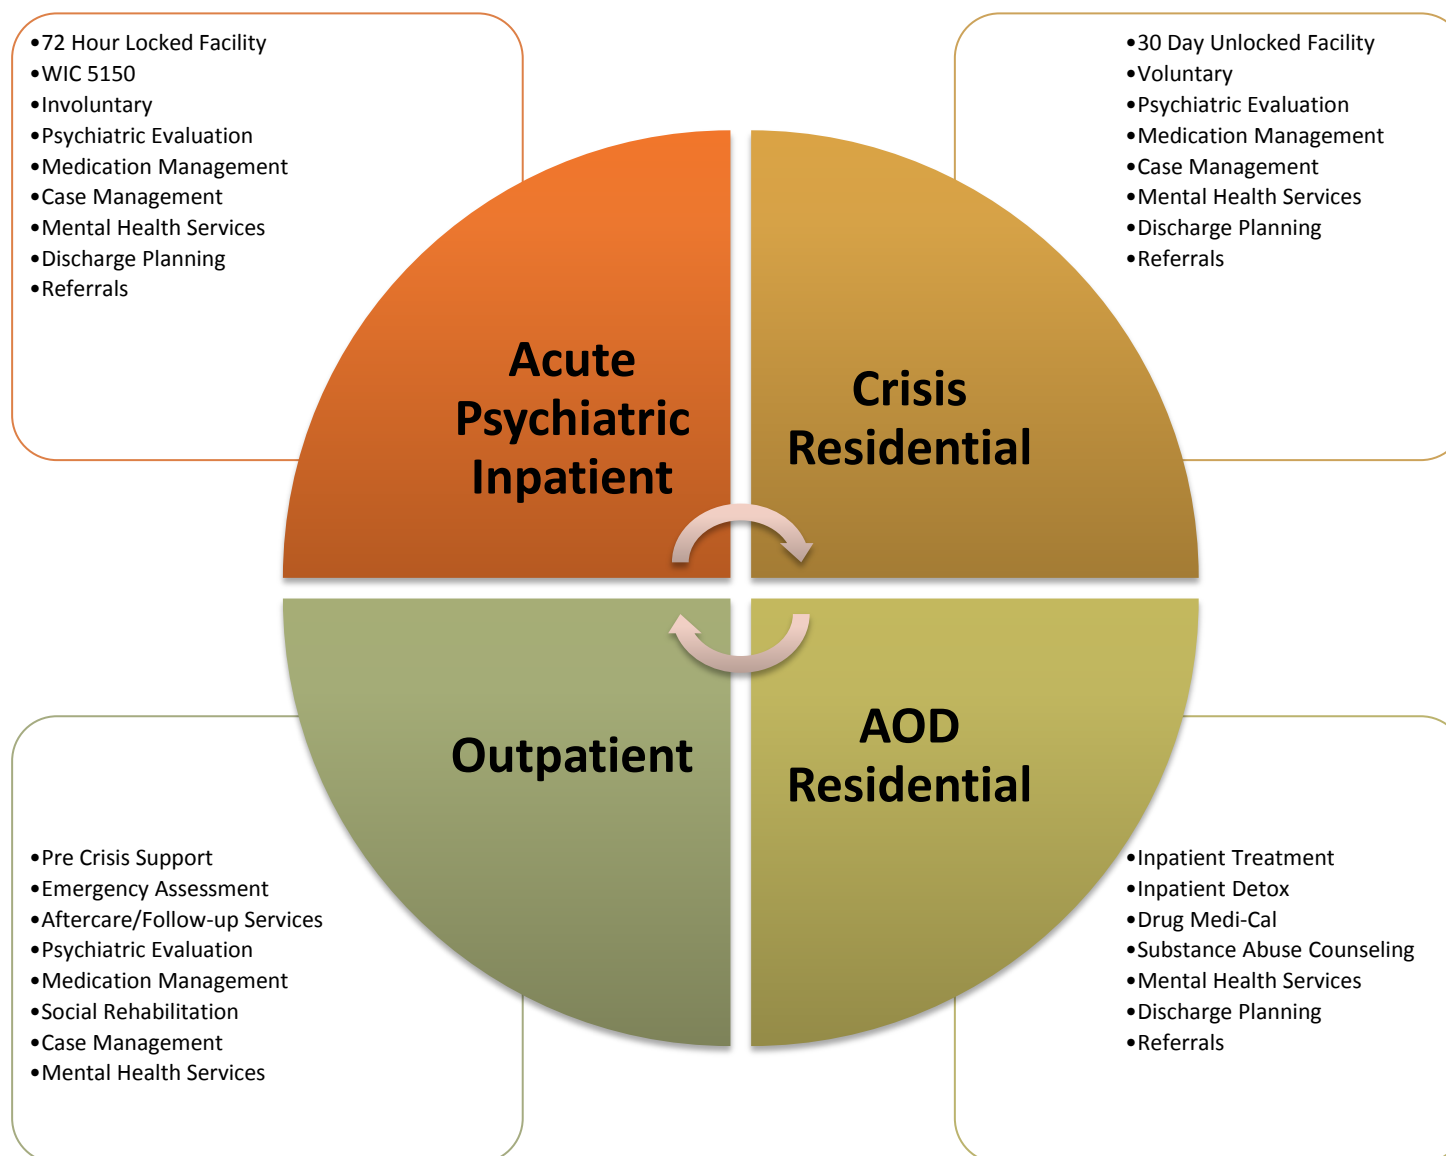 •72 Hour Locked Facility
•WIC 5150
•Involuntary
•Psychiatric Evaluation
•Medication Management
•Case Management
•Mental Health Services
•Discharge Planning
•Referrals
•30 Day Unlocked Facility
•Voluntary
•Psychiatric Evaluation
•Medication Management
•Case Management
•Mental Health Services
•Discharge Planning
•Referrals
Acute
Psychiatric
Inpatient
Crisis
Residential
Outpatient
AOD
Residential
•Pre Crisis Support
•Emergency Assessment
•Aftercare/Follow-up Services
•Psychiatric Evaluation
•Medication Management
•Social Rehabilitation
•Case Management
•Mental Health Services
•Inpatient Treatment
•Inpatient Detox
•Drug Medi-Cal
•Substance Abuse Counseling
•Mental Health Services
•Discharge Planning
•Referrals